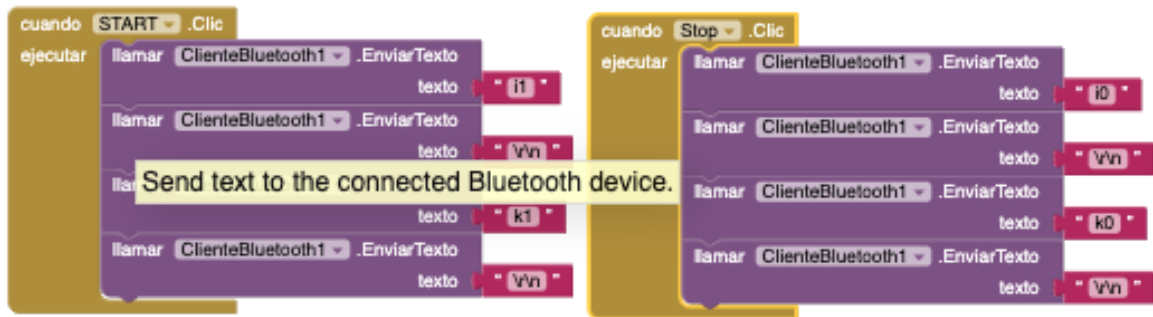 cuando START .Clic
ejecutar llamar ClienteBluetooth1 .EnviarTexto
texto " i1 "
llamar ClienteBluetooth1 .EnviarTexto
texto " \r\n "
Send text to the connected Bluetooth device.
texto " k1 "
llamar ClienteBluetooth1 .EnviarTexto
texto " \r\n "
cuando Stop .Clic
ejecutar llamar ClienteBluetooth1 .EnviarTexto
texto " i0 "
llamar ClienteBluetooth1 .EnviarTexto
texto " \r\n "
llamar ClienteBluetooth1 .EnviarTexto
texto " k0 "
llamar ClienteBluetooth1 .EnviarTexto
texto " \r\n "